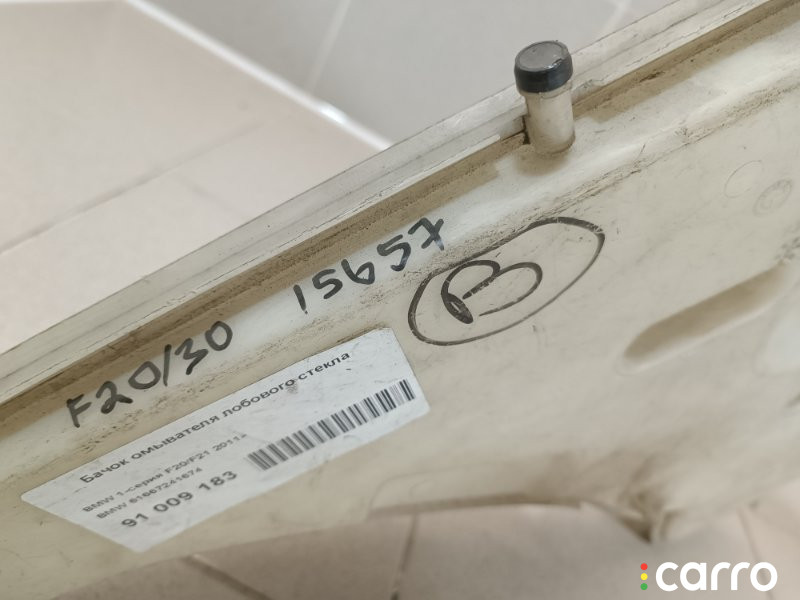 F20/30 15657
B
Бачок омывателя лобового стекла
BMW 1-серия F20/F21 2011>
BMW 61667241674
91 009 183
carro